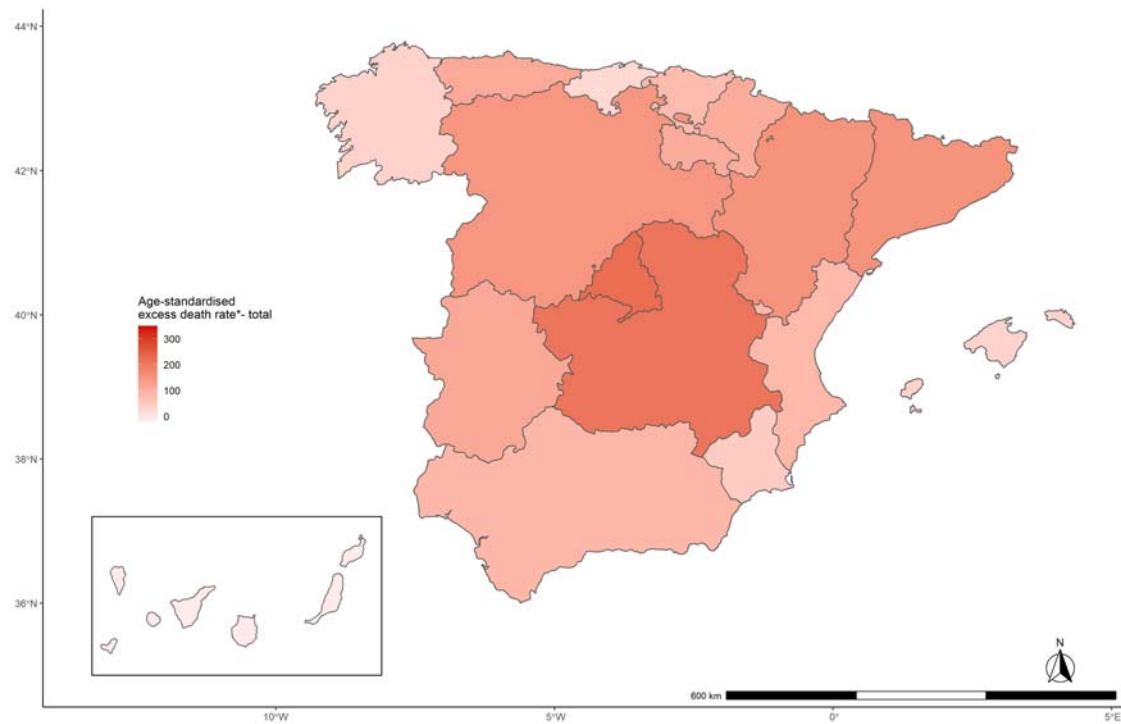 44°N
42°N
40°N
38°N
36°N
Age-standardised
excess death rate*- total
300
200
100
0
N
600 km
10°W
5°W
0°
5°E